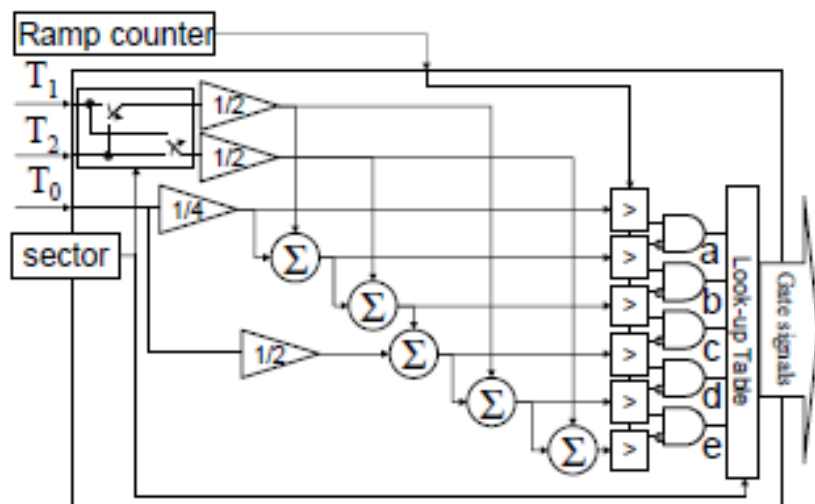 Ramp counter
T1
1/2
T2
1/2
T0
1/4
>
sector
Σ
>
a
Σ
>
b
1/2
Σ
>
c
Σ
>
d
Σ
>
e
Look-up Table
Gate signals